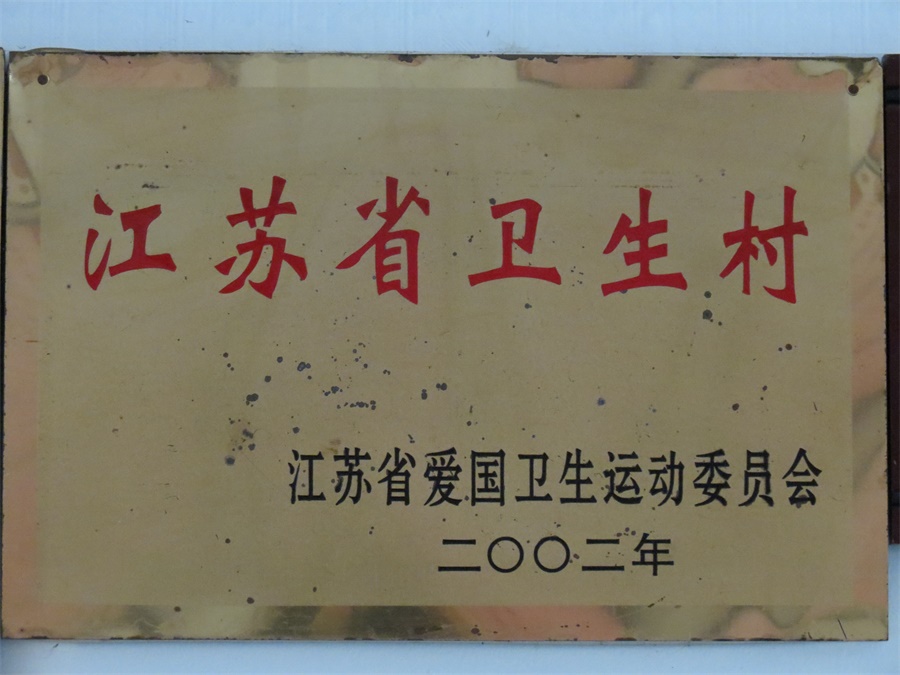 江苏省卫生村
江苏省爱国卫生运动委员会
二〇〇二年